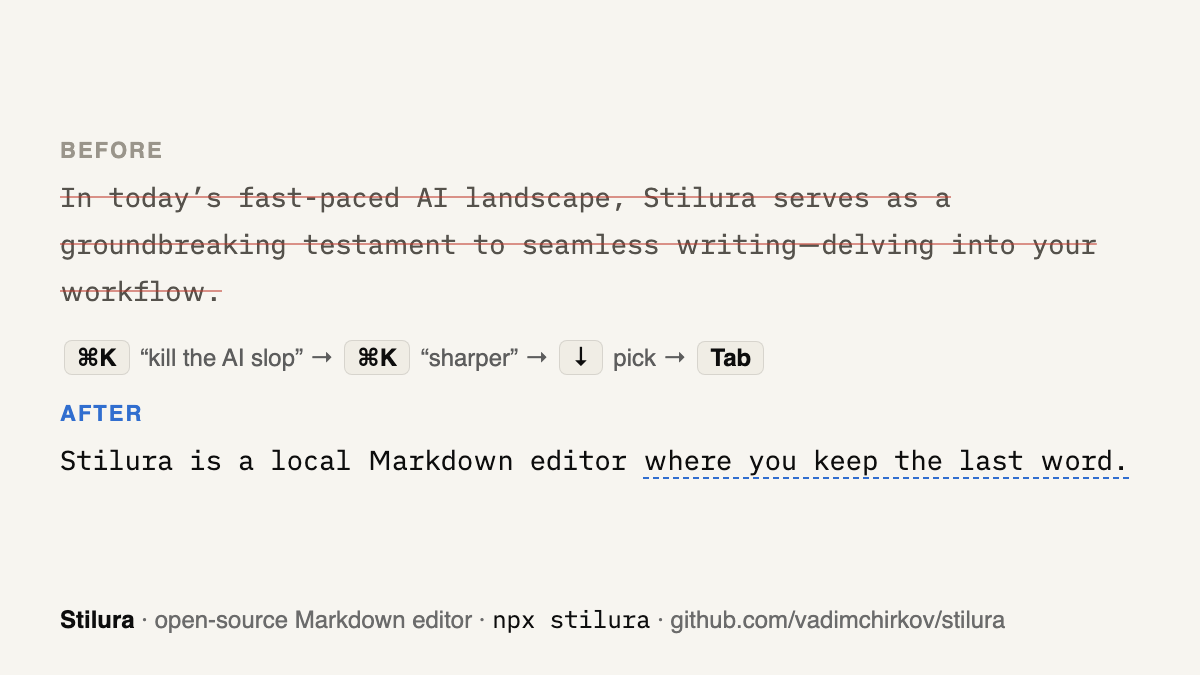 BEFORE
In today’s fast-paced AI landscape, Stilura serves as a
groundbreaking testament to seamless writing—delving into your
workflow.
⌘K “kill the AI slop” → ⌘K “sharper” → ↓ pick → Tab
AFTER
Stilura is a local Markdown editor where you keep the last word.
Stilura · open-source Markdown editor · npx stilura · github.com/vadimchirkov/stilura